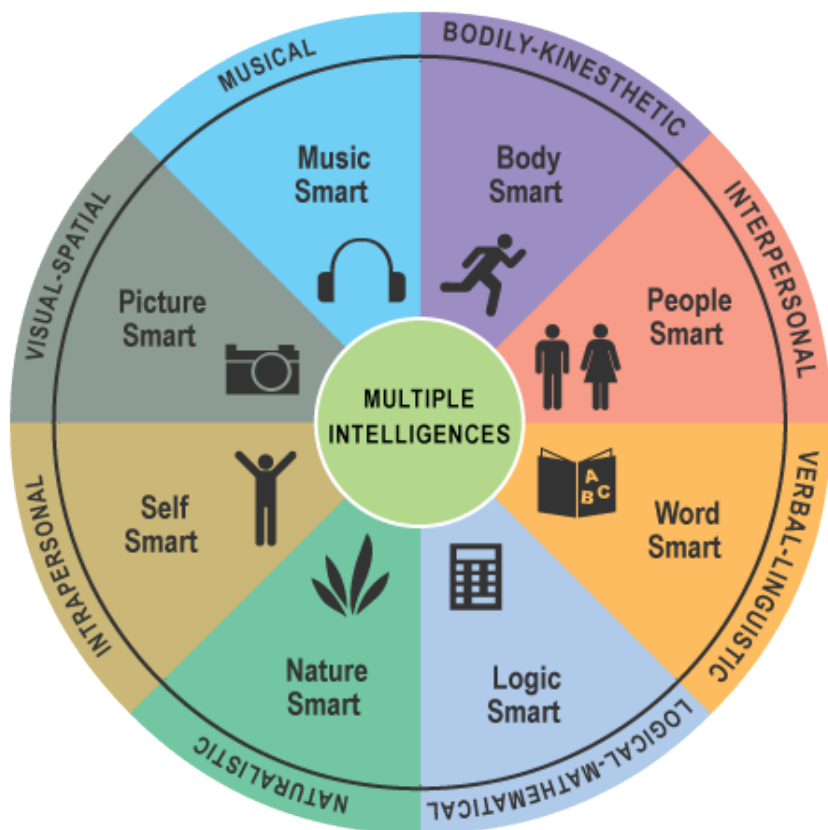 MUSICAL
BODILY-KINESTHETIC
Music
Smart
Body
Smart
VISUAL-SPATIAL
INTERPERSONAL
Picture
Smart
People
Smart
MULTIPLE
INTELLIGENCES
A
B C
Self
Smart
Word
Smart
INTRAPERSONAL
VERBAL-LINGUISTIC
Nature
Smart
Logic
Smart
NATURALISTIC
LOGICAL-MATHEMATICAL